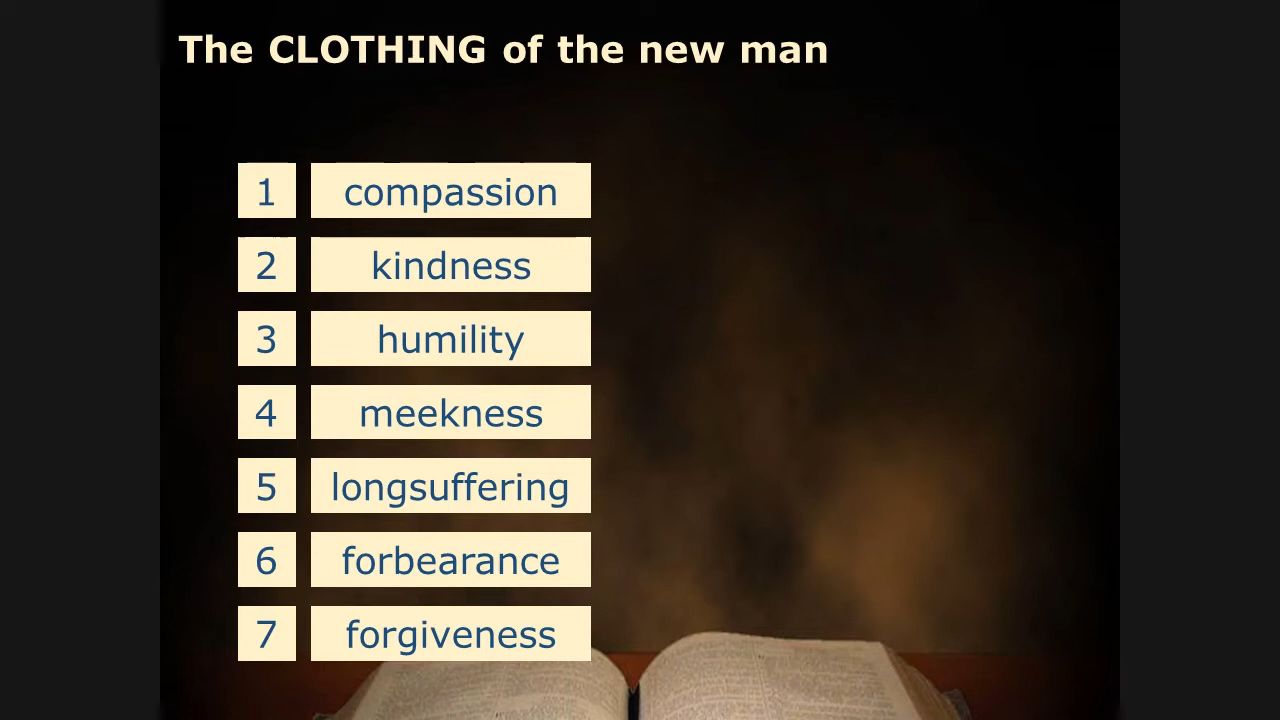 The CLOTHING of the new man
1 compassion
2 kindness
3 humility
4 meekness
5 longsuffering
6 forbearance
7 forgiveness